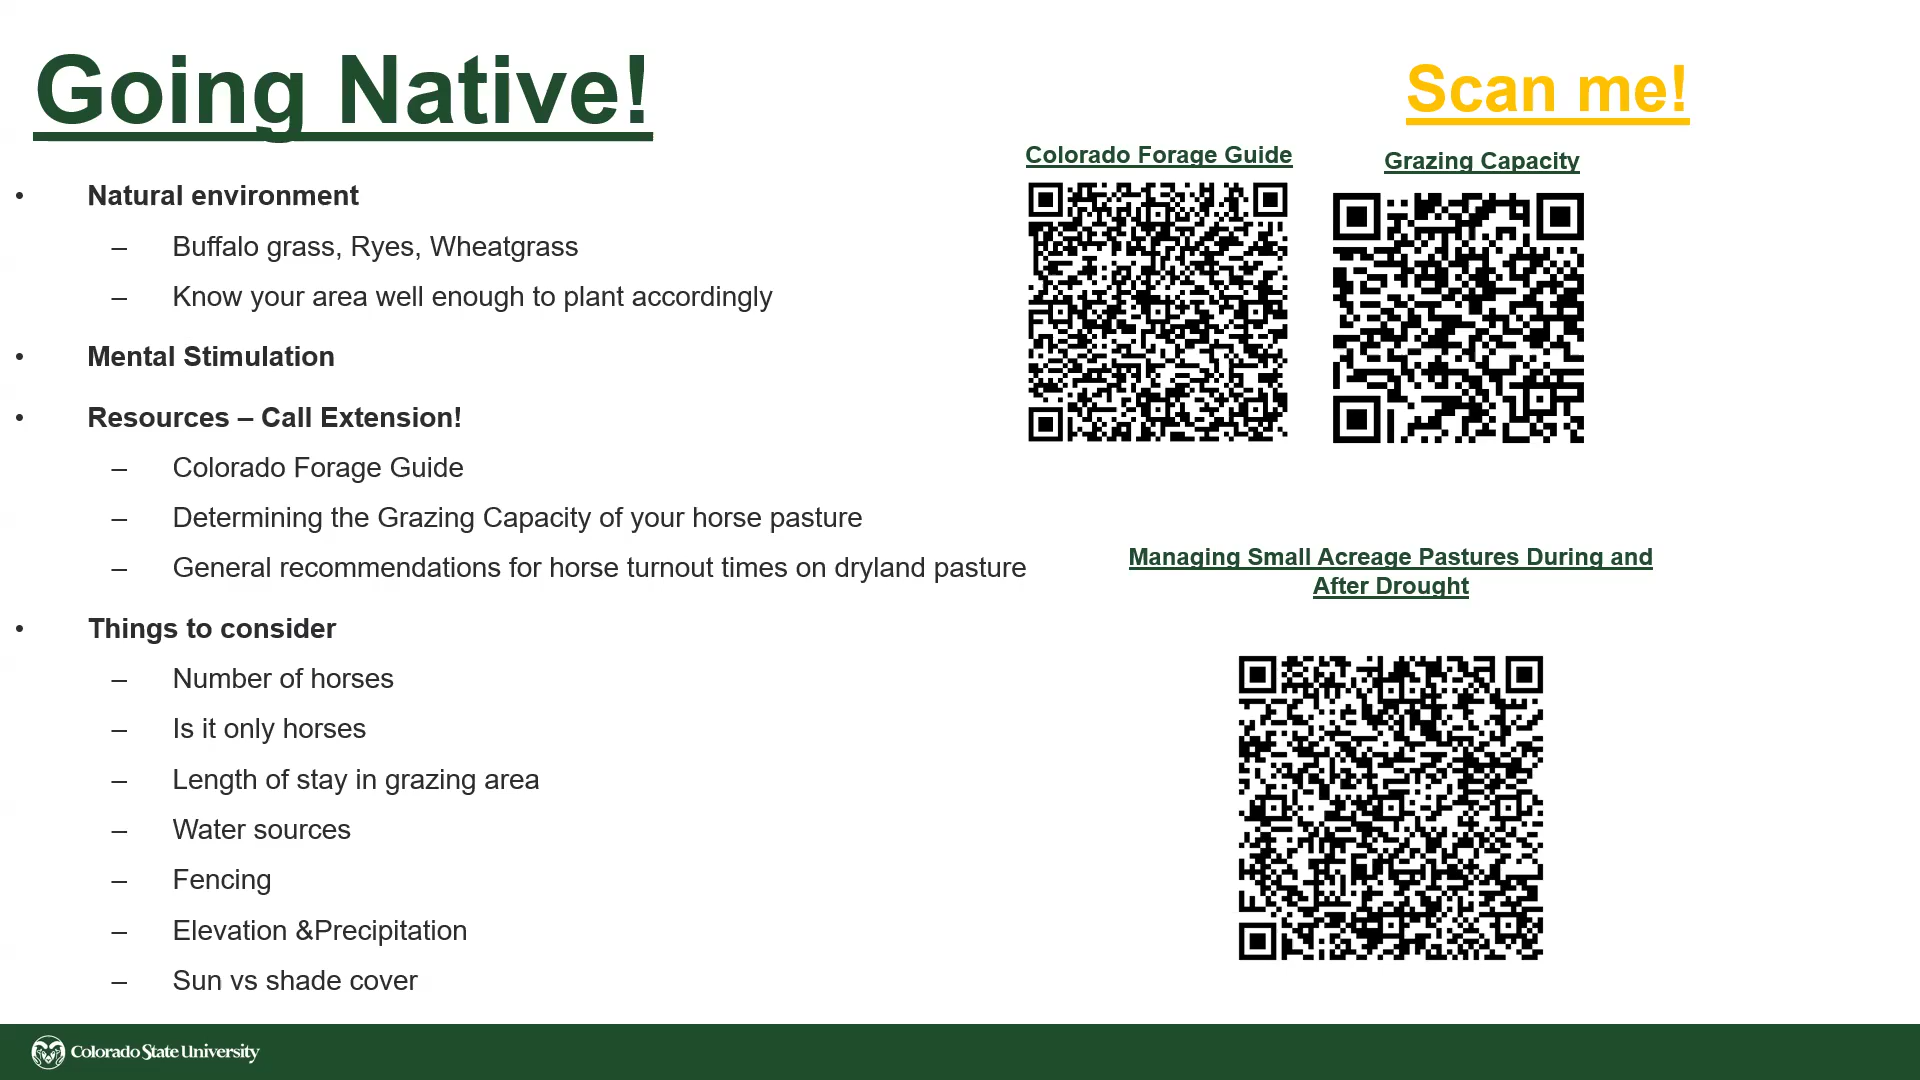 Going Native!
• Natural environment
– Buffalo grass, Ryes, Wheatgrass
– Know your area well enough to plant accordingly
• Mental Stimulation
• Resources – Call Extension!
– Colorado Forage Guide
– Determining the Grazing Capacity of your horse pasture
– General recommendations for horse turnout times on dryland pasture
• Things to consider
– Number of horses
– Is it only horses
– Length of stay in grazing area
– Water sources
– Fencing
– Elevation &Precipitation
– Sun vs shade cover
Scan me!
Colorado Forage Guide
Grazing Capacity
Managing Small Acreage Pastures During and
After Drought
Colorado State University